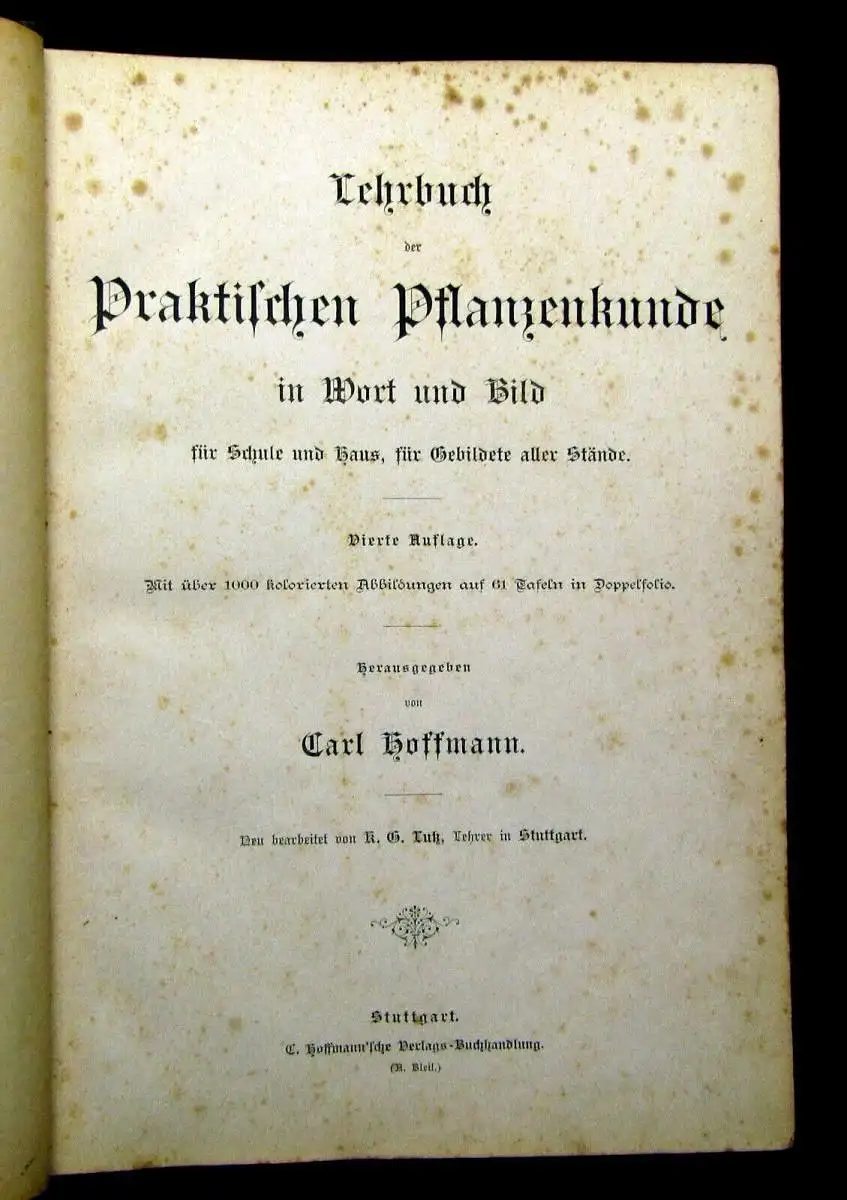 Lehrbuch
der
Praktiſchen Pflanzenkunde
in Wort und Bild
für Schule und Haus, für Gebildete aller Stände.
Vierte Auflage.
Mit über 1000 kolorierten Abbildungen auf 61 Tafeln in Doppelfolio.
Herausgegeben
von
Carl Hoffmann.
Neu bearbeitet von K. G. Lutz, Lehrer in Stuttgart.
Stuttgart.
C. Hoffmann'ſche Verlags-Buchhandlung.
(A. Bleil.)